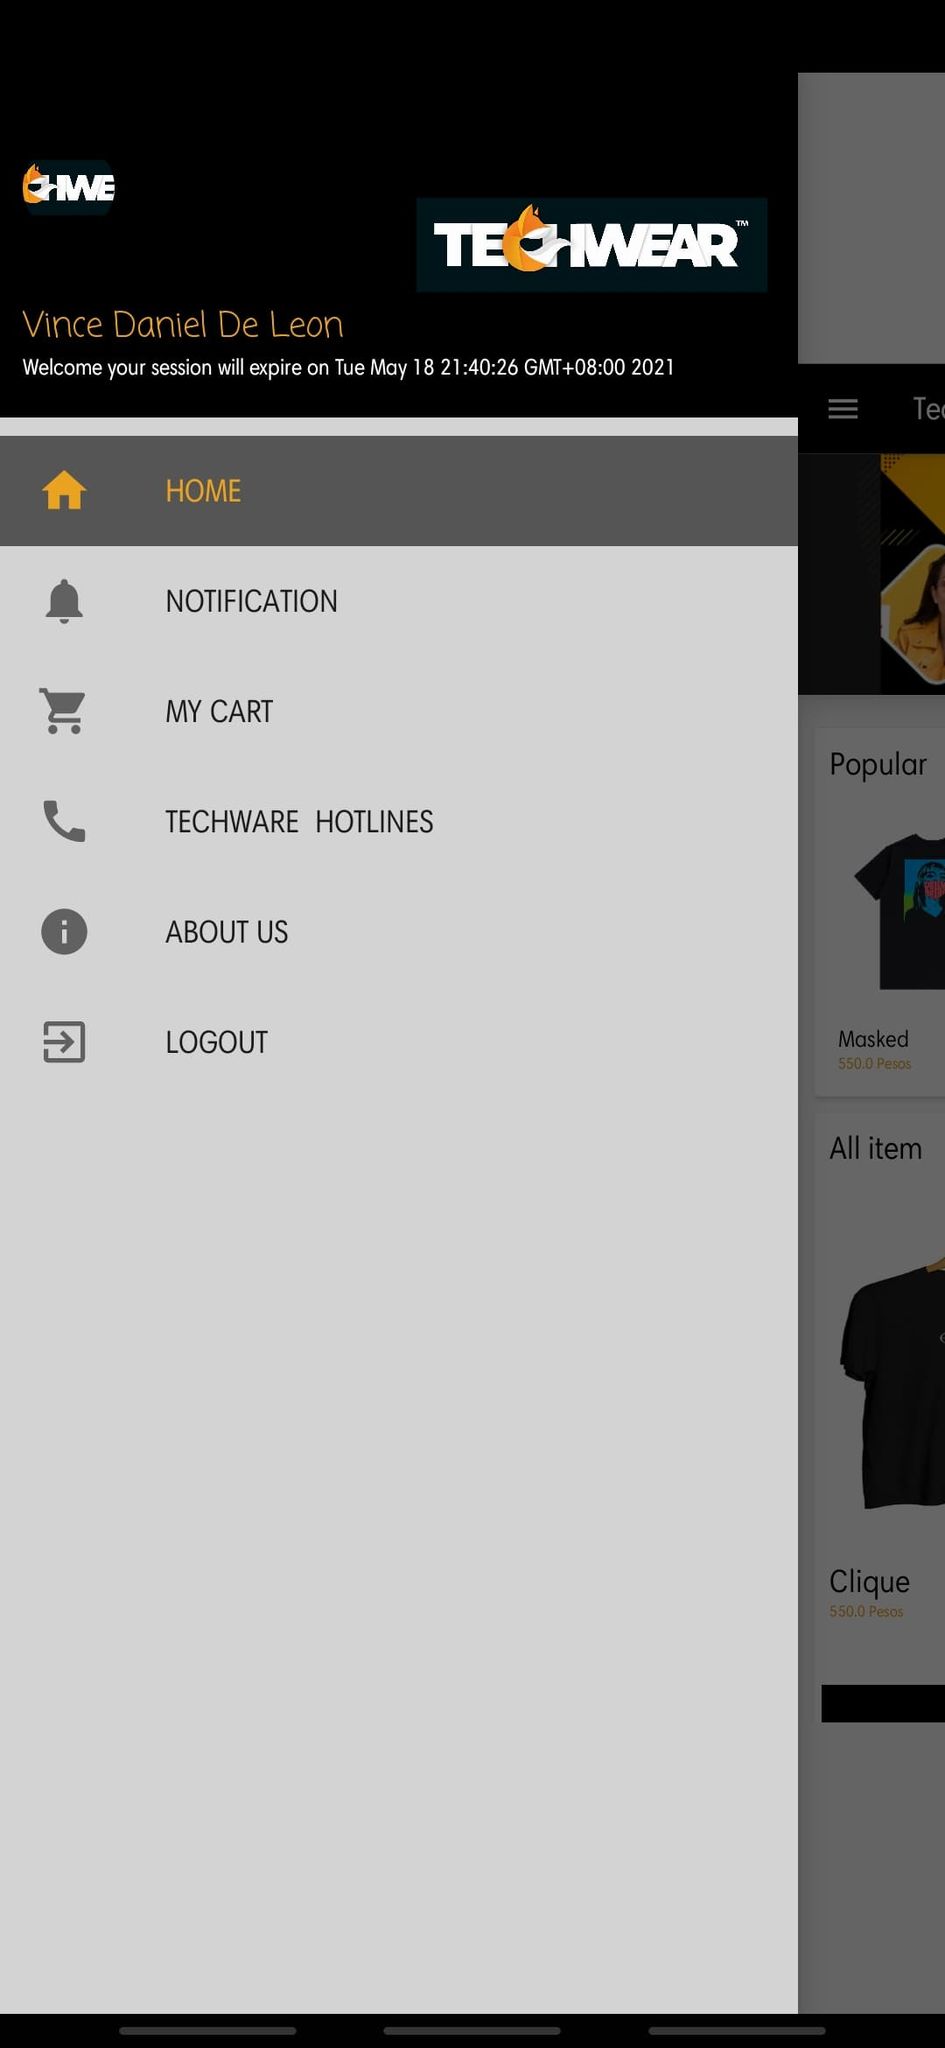 HWE
TECHWEAR™
Vince Daniel De Leon
Welcome your session will expire on Tue May 18 21:40:26 GMT+08:00 2021
HOME
NOTIFICATION
MY CART
TECHWARE HOTLINES
ABOUT US
LOGOUT
Tec
Popular
Masked
550.0 Pesos
All item
Clique
550.0 Pesos